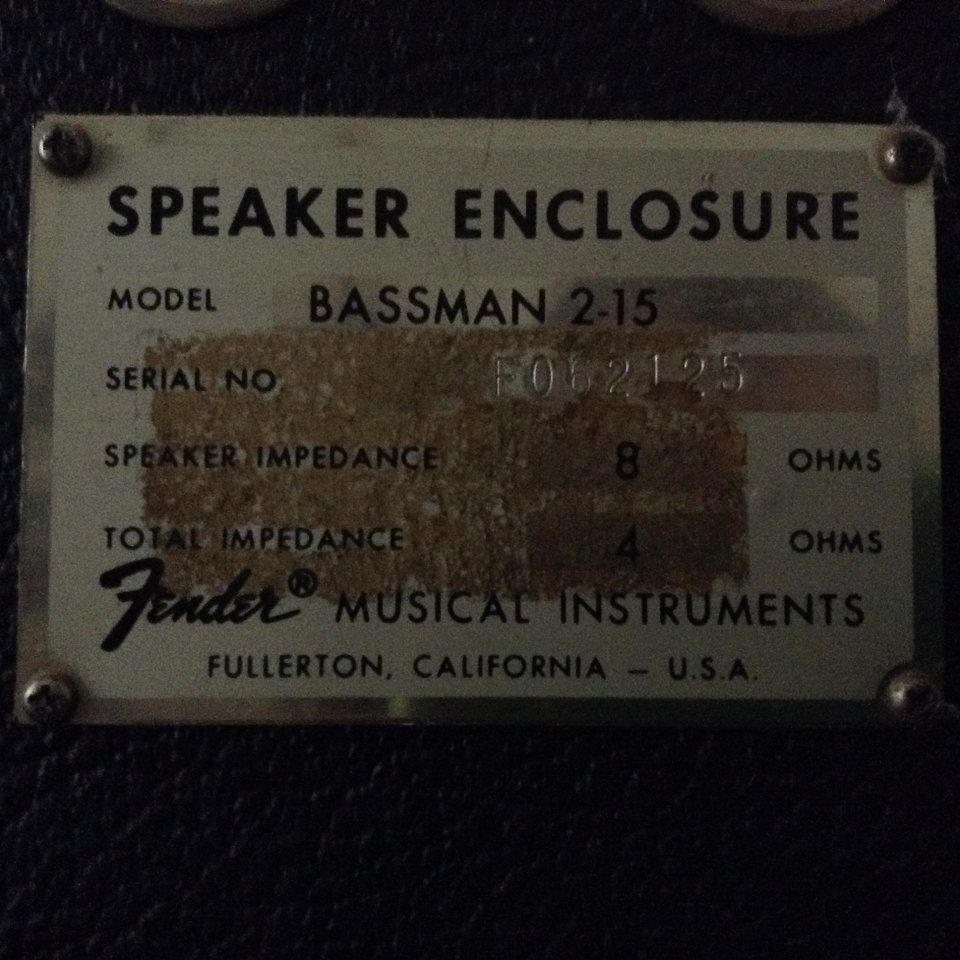 SPEAKER ENCLOSURE
MODEL BASSMAN 2-15
SERIAL NO F062125
SPEAKER IMPEDANCE 8 OHMS
TOTAL IMPEDANCE 4 OHMS
Fender® MUSICAL INSTRUMENTS
FULLERTON, CALIFORNIA – U.S.A.